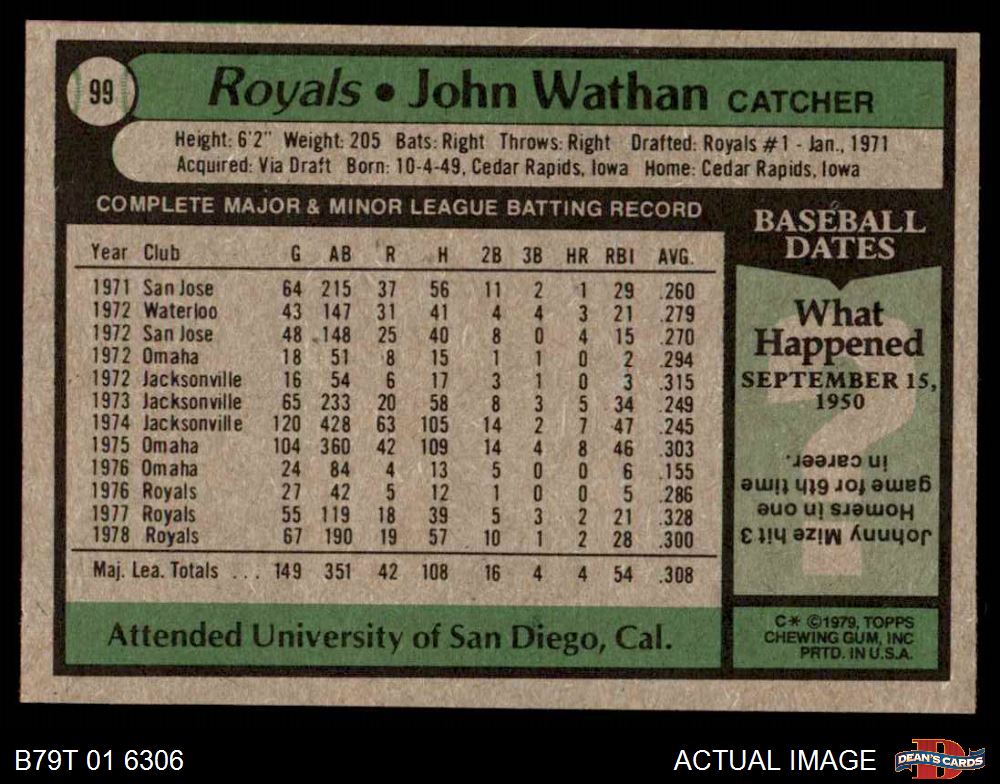 99
Royals • John Wathan CATCHER
Height: 6'2" Weight: 205 Bats: Right Throws: Right Drafted: Royals #1 - Jan., 1971
Acquired: Via Draft Born: 10-4-49, Cedar Rapids, Iowa Home: Cedar Rapids, Iowa
COMPLETE MAJOR & MINOR LEAGUE BATTING RECORD
Year Club G AB R H 2B 3B HR RBI AVG.
1971 San Jose 64 215 37 56 11 2 1 29 .260
1972 Waterloo 43 147 31 41 4 4 3 21 .279
1972 San Jose 48 148 25 40 8 0 4 15 .270
1972 Omaha 18 51 8 15 1 1 0 2 .294
1972 Jacksonville 16 54 6 17 3 1 0 3 .315
1973 Jacksonville 65 233 20 58 8 3 5 34 .249
1974 Jacksonville 120 428 63 105 14 2 7 47 .245
1975 Omaha 104 360 42 109 14 4 8 46 .303
1976 Omaha 24 84 4 13 5 0 0 6 .155
1976 Royals 27 42 5 12 1 0 0 5 .286
1977 Royals 55 119 18 39 5 3 2 21 .328
1978 Royals 67 190 19 57 10 1 2 28 .300
Maj. Lea. Totals ... 149 351 42 108 16 4 4 54 .308
Attended University of San Diego, Cal.
BASEBALL
DATES
What
Happened
SEPTEMBER 15,
1950
?
Johnny Mize hit 3
Homers in one
game for 6th time
in career.
C* ©1979, TOPPS
CHEWING GUM, INC
PRTD. IN U.S.A.
B79T 01 6306
ACTUAL IMAGE
D
DEAN'S CARDS